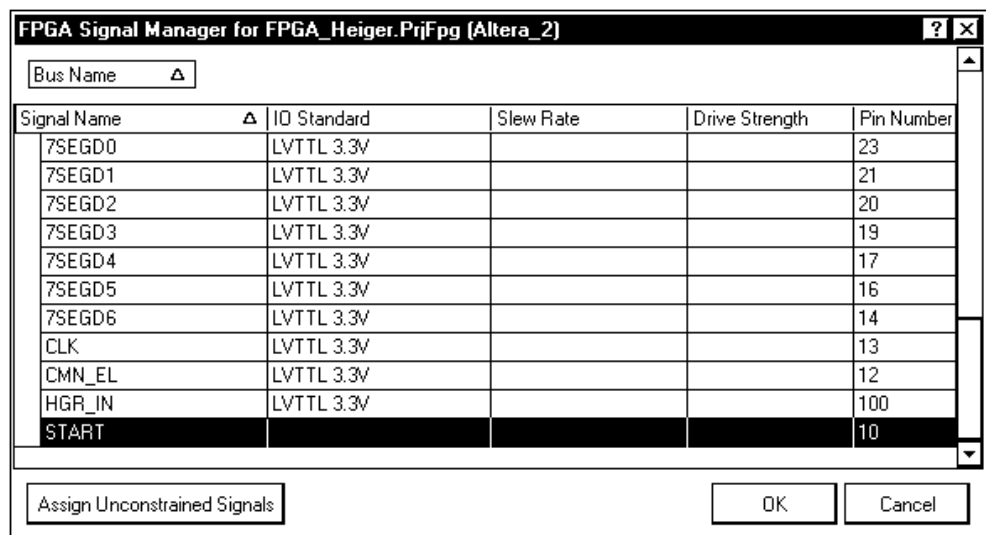 FPGA Signal Manager for FPGA_Heiger.PrjFpg (Altera_2)
Bus Name
Signal Name IO Standard Slew Rate Drive Strength Pin Number
7SEGD0 LVTTL 3.3V 23
7SEGD1 LVTTL 3.3V 21
7SEGD2 LVTTL 3.3V 20
7SEGD3 LVTTL 3.3V 19
7SEGD4 LVTTL 3.3V 17
7SEGD5 LVTTL 3.3V 16
7SEGD6 LVTTL 3.3V 14
CLK LVTTL 3.3V 13
CMN_EL LVTTL 3.3V 12
HGR_IN LVTTL 3.3V 100
START 10
Assign Unconstrained Signals OK Cancel